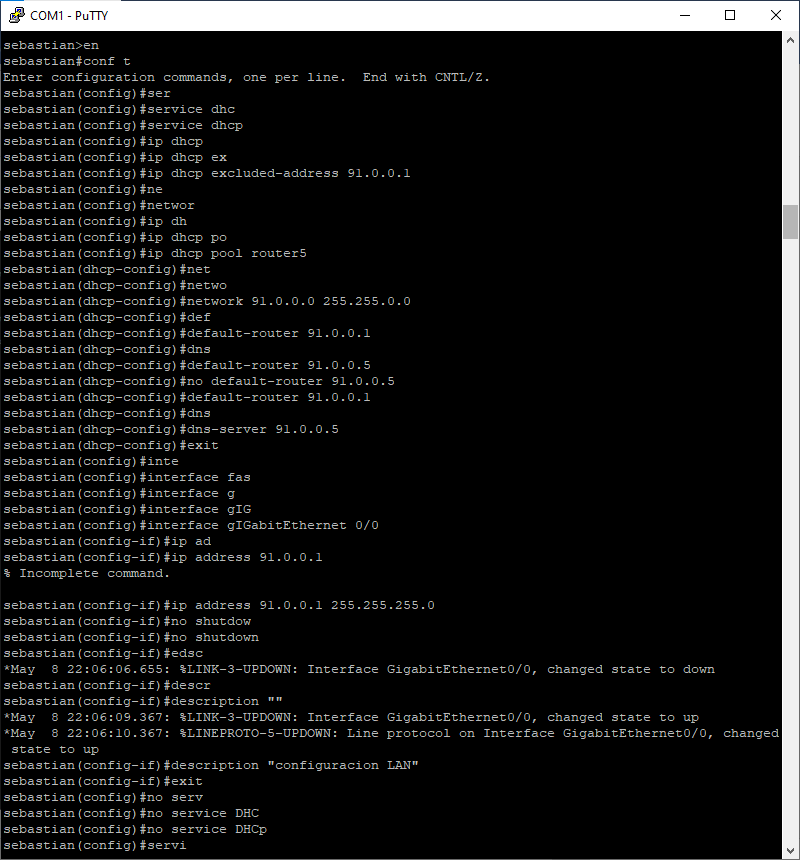 COM1 - PuTTY
sebastian>en
sebastian#conf t
Enter configuration commands, one per line.  End with CNTL/Z.
sebastian(config)#ser
sebastian(config)#service dhc
sebastian(config)#service dhcp
sebastian(config)#ip dhcp
sebastian(config)#ip dhcp ex
sebastian(config)#ip dhcp excluded-address 91.0.0.1
sebastian(config)#ne
sebastian(config)#networ
sebastian(config)#ip dh
sebastian(config)#ip dhcp po
sebastian(config)#ip dhcp pool router5
sebastian(dhcp-config)#net
sebastian(dhcp-config)#netwo
sebastian(dhcp-config)#network 91.0.0.0 255.255.0.0
sebastian(dhcp-config)#def
sebastian(dhcp-config)#default-router 91.0.0.1
sebastian(dhcp-config)#dns
sebastian(dhcp-config)#default-router 91.0.0.5
sebastian(dhcp-config)#no default-router 91.0.0.5
sebastian(dhcp-config)#default-router 91.0.0.1
sebastian(dhcp-config)#dns
sebastian(dhcp-config)#dns-server 91.0.0.5
sebastian(dhcp-config)#exit
sebastian(config)#inte
sebastian(config)#interface fas
sebastian(config)#interface g
sebastian(config)#interface gIG
sebastian(config)#interface gIGabitEthernet 0/0
sebastian(config-if)#ip ad
sebastian(config-if)#ip address 91.0.0.1
% Incomplete command.
sebastian(config-if)#ip address 91.0.0.1 255.255.255.0
sebastian(config-if)#no shutdow
sebastian(config-if)#no shutdown
sebastian(config-if)#edsc
*May  8 22:06:06.655: %LINK-3-UPDOWN: Interface GigabitEthernet0/0, changed state to down
sebastian(config-if)#descr
sebastian(config-if)#description ""
*May  8 22:06:09.367: %LINK-3-UPDOWN: Interface GigabitEthernet0/0, changed state to up
*May  8 22:06:10.367: %LINEPROTO-5-UPDOWN: Line protocol on Interface GigabitEthernet0/0, changed
 state to up
sebastian(config-if)#description "configuracion LAN"
sebastian(config-if)#exit
sebastian(config)#no serv
sebastian(config)#no service DHC
sebastian(config)#no service DHCp
sebastian(config)#servi